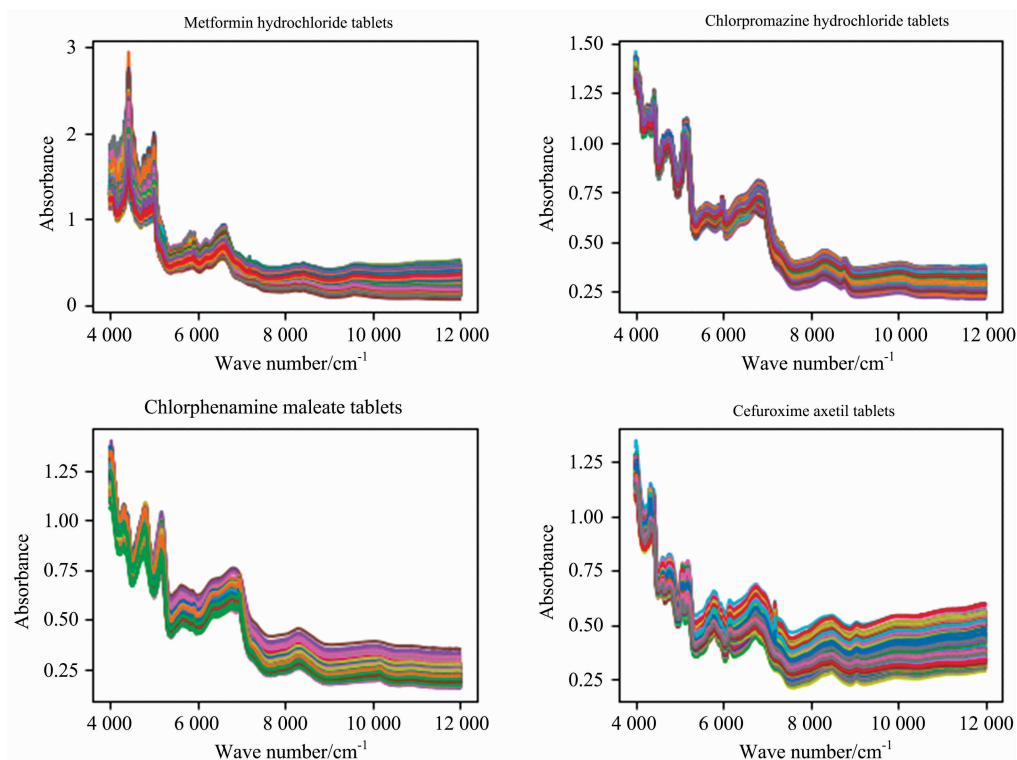 Metformin hydrochloride tablets
3
2
1
0
Absorbance
4 000 6 000 8 000 10 000 12 000
Wave number/cm⁻¹
Chlorpromazine hydrochloride tablets
1.50
1.25
1.00
0.75
0.50
0.25
Absorbance
4 000 6 000 8 000 10 000 12 000
Wave number/cm⁻¹
Chlorphenamine maleate tablets
1.25
1.00
0.75
0.50
0.25
Absorbance
4 000 6 000 8 000 10 000 12 000
Wave number/cm⁻¹
Cefuroxime axetil tablets
1.25
1.00
0.75
0.50
0.25
Absorbance
4 000 6 000 8 000 10 000 12 000
Wave number/cm⁻¹